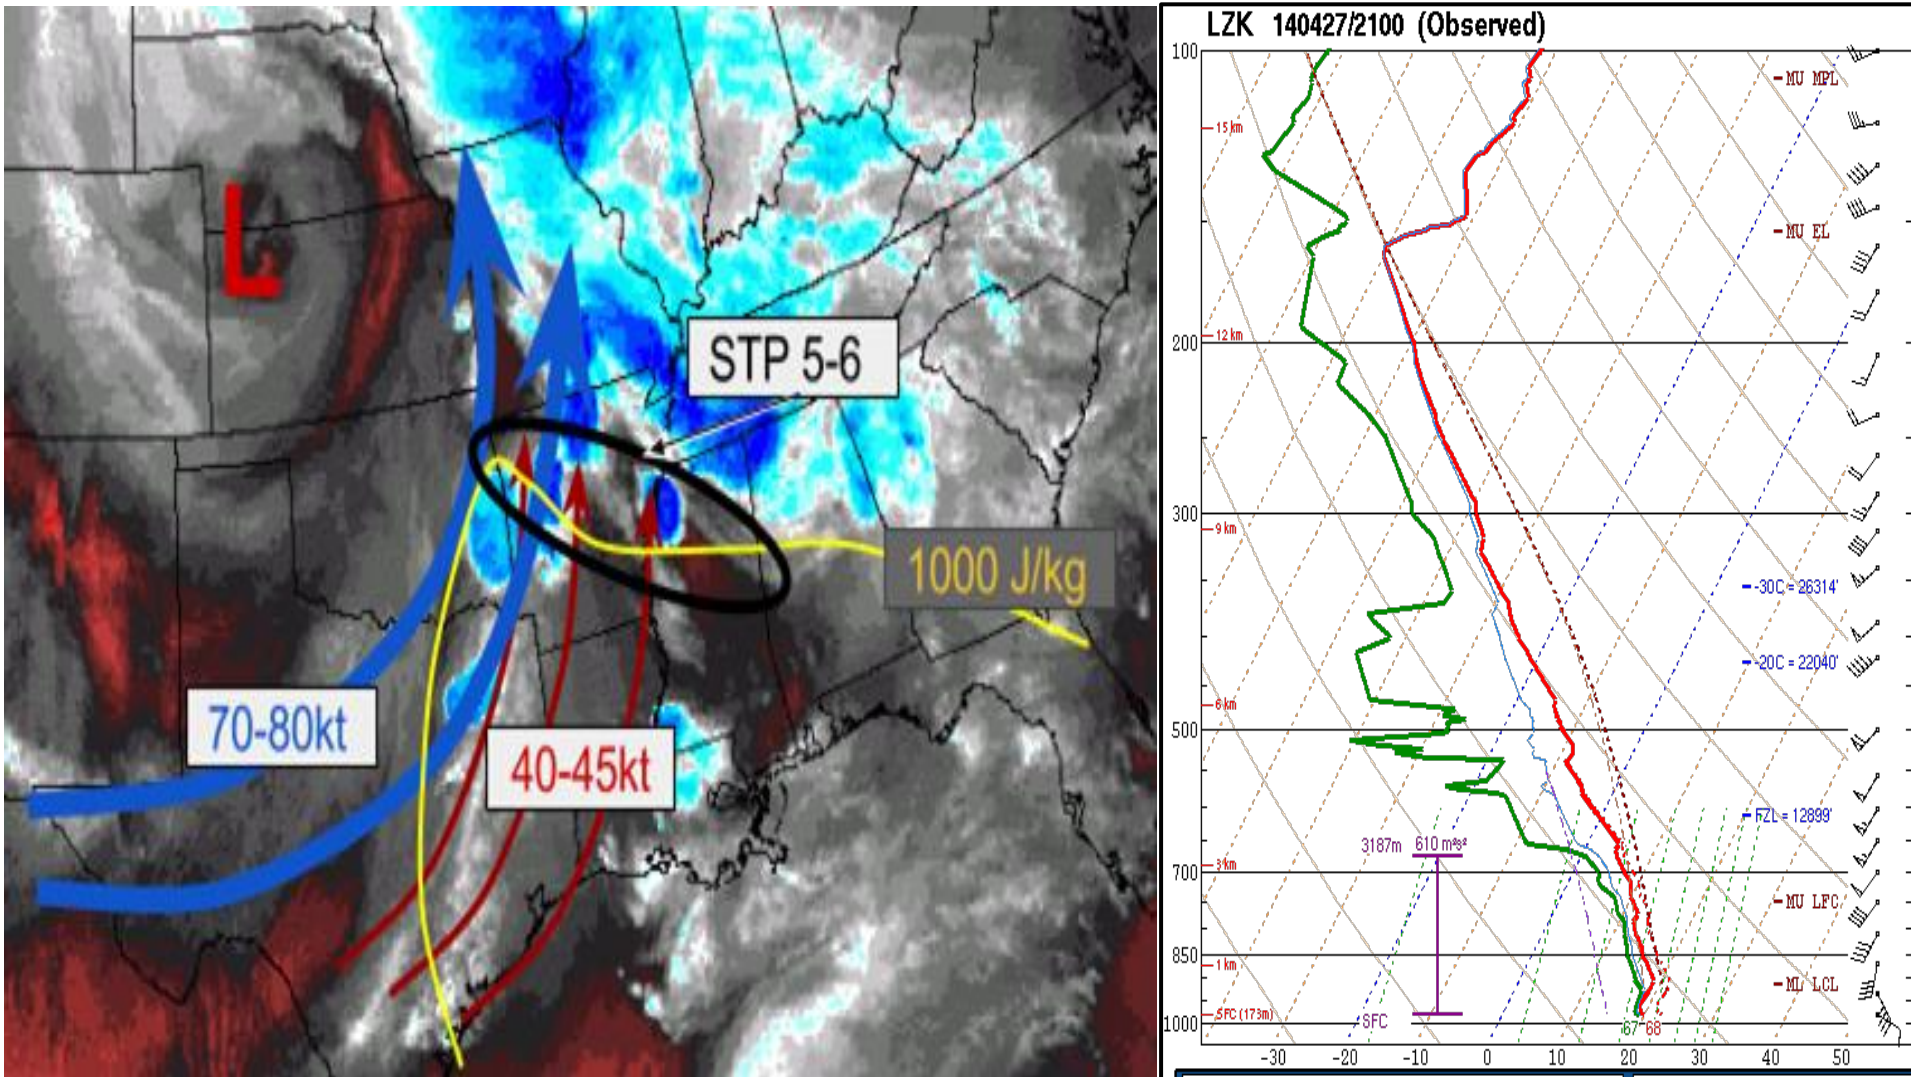 L
STP 5-6
1000 J/kg
70-80kt
40-45kt
LZK 140427/2100 (Observed)
100
MU MPL
15 km
MU EL
200
12 km
300
9 km
-30C = 26314'
-20C = 22040'
6 km
500
FZL = 12899'
3187m 610 m²s²
3 km
700
MU LFC
850
1 km
ML LCL
SFC (173m)
SFC
1000
67 68
-30 -20 -10 0 10 20 30 40 50